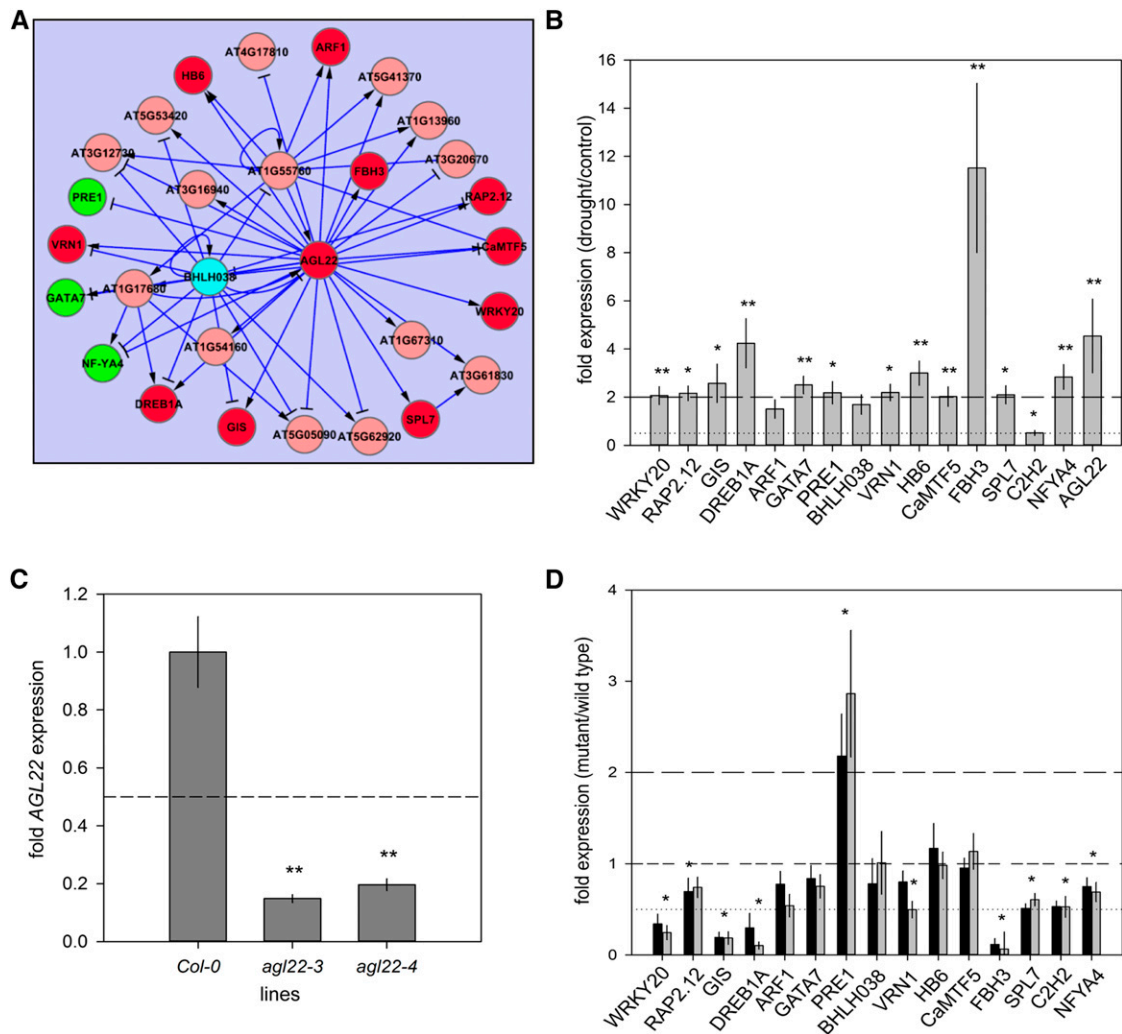 A
AT4G17810
ARF1
HB6
AT5G41370
AT5G53420
AT1G13960
AT3G12730
AT1G55760
AT3G20670
FBH3
PRE1
AT3G16940
RAP2.12
VRN1
CaMTF5
AGL22
BHLH038
GATA7
AT1G17680
WRKY20
NF-YA4
AT1G54160
AT1G67310
AT3G61830
DREB1A
GIS
AT5G05090
AT5G62920
SPL7
B
fold expression (drought/control)
16
14
12
10
8
6
4
2
0
** * * ** ** * * ** ** ** * * ** **
WRKY20
RAP2.12
GIS
DREB1A
ARF1
GATA7
PRE1
BHLH038
VRN1
HB6
CaMTF5
FBH3
SPL7
C2H2
NFYA4
AGL22
C
fold AGL22 expression
1.2
1.0
0.8
0.6
0.4
0.2
0.0
** **
Col-0 agl22-3 agl22-4
lines
D
fold expression (mutant/wild type)
4
3
2
1
0
* * * * * * * * * *
WRKY20
RAP2.12
GIS
DREB1A
ARF1
GATA7
PRE1
BHLH038
VRN1
HB6
CaMTF5
FBH3
SPL7
C2H2
NFYA4